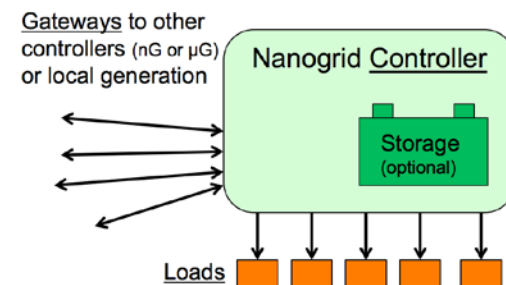 Gateways to other
controllers (nG or µG)
or local generation
Nanogrid Controller
Storage
(optional)
Loads